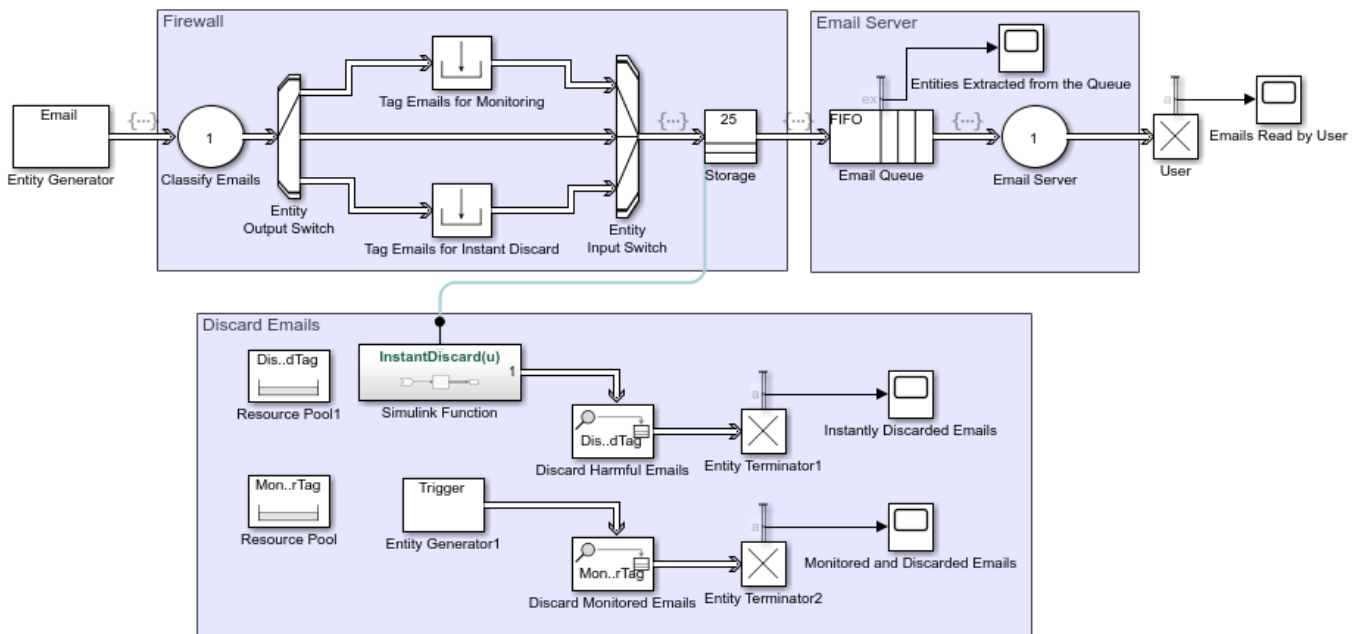 Firewall
Email Server
Email
Entity Generator
{...}
1
Classify Emails
Entity
Output Switch
Tag Emails for Monitoring
Tag Emails for Instant Discard
Entity
Input Switch
{...}
25
Storage
{...}
FIFO
ex
Email Queue
Entities Extracted from the Queue
{...}
1
Email Server
a
User
Emails Read by User
Discard Emails
Dis..dTag
Resource Pool1
InstantDiscard(u)
1
Simulink Function
Dis..dTag
Discard Harmful Emails
a
Entity Terminator1
Instantly Discarded Emails
Mon..rTag
Resource Pool
Trigger
Entity Generator1
Mon..rTag
Discard Monitored Emails
a
Entity Terminator2
Monitored and Discarded Emails